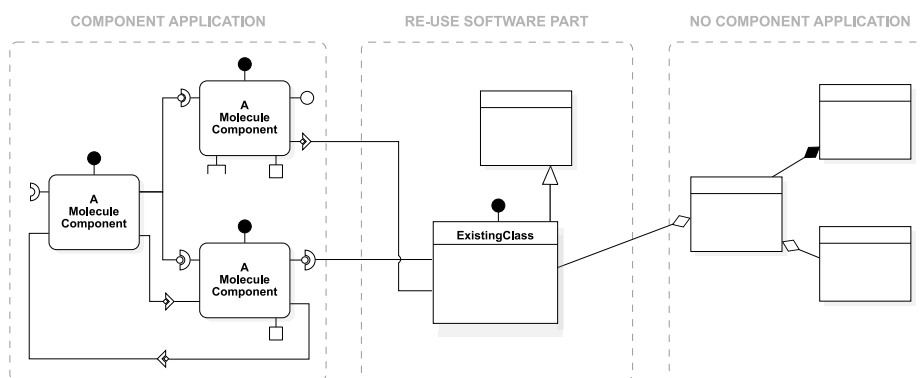 COMPONENT APPLICATION
RE-USE SOFTWARE PART
NO COMPONENT APPLICATION
A
Molecule
Component
A
Molecule
Component
A
Molecule
Component
ExistingClass